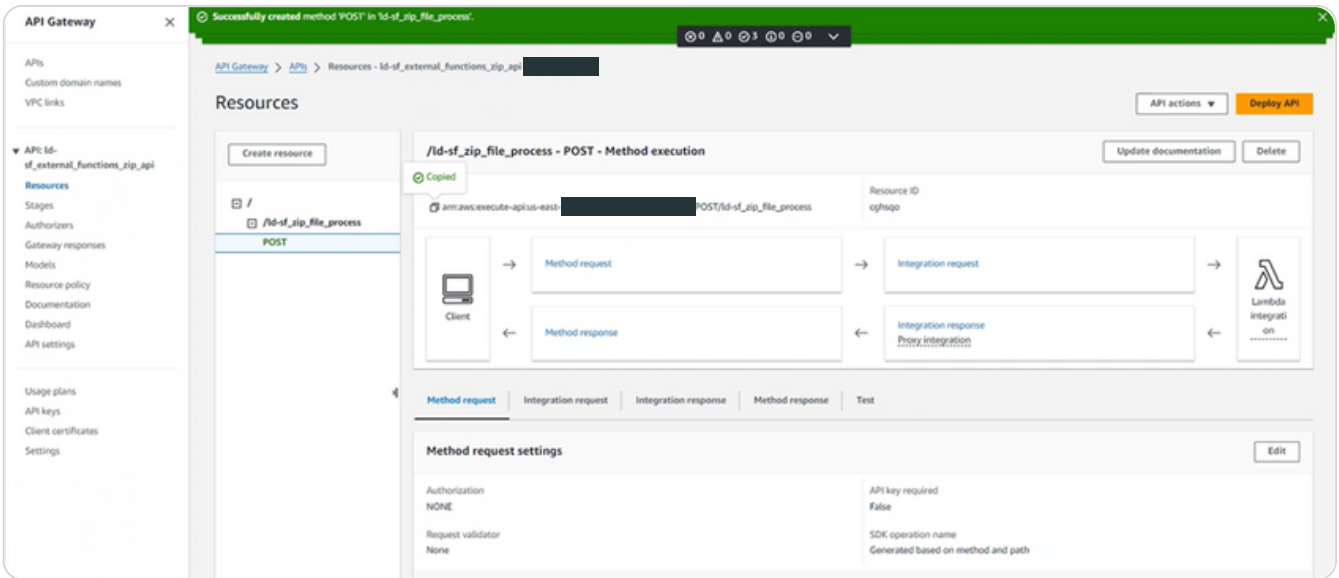 API Gateway
Successfully created method 'POST' in 'ld-sf_zip_file_process'.
0 0 3 0 0
APIs
Custom domain names
VPC links
API: ld-
sf_external_functions_zip_api
Resources
Stages
Authorizers
Gateway responses
Models
Resource policy
Documentation
Dashboard
API settings
Usage plans
API keys
Client certificates
Settings
API Gateway > APIs > Resources - ld-sf_external_functions_zip_api
Resources
API actions
Deploy API
Create resource
/
/ld-sf_zip_file_process
POST
/ld-sf_zip_file_process - POST - Method execution
Update documentation
Delete
Copied
arn:aws:execute-api:us-east- POST/ld-sf_zip_file_process
Resource ID
cghsqo
Client
Method request
Integration request
Method response
Integration response
Proxy integration
Lambda
integrati
on
Method request
Integration request
Integration response
Method response
Test
Method request settings
Edit
Authorization
NONE
API key required
False
Request validator
None
SDK operation name
Generated based on method and path